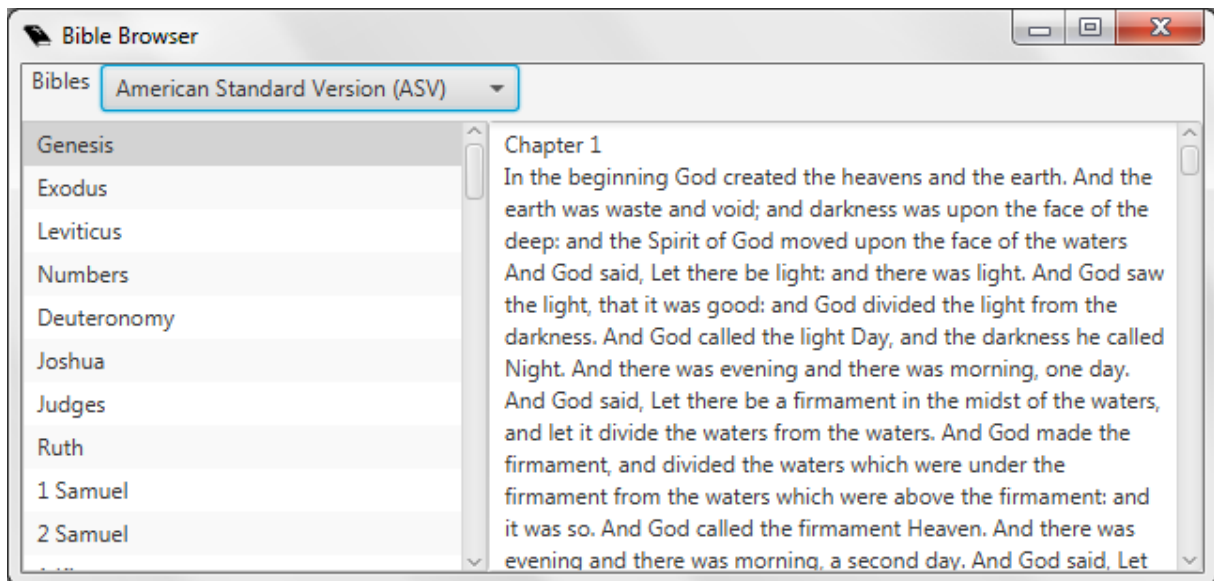 Bible Browser
Bibles
American Standard Version (ASV)
Genesis
Exodus
Leviticus
Numbers
Deuteronomy
Joshua
Judges
Ruth
1 Samuel
2 Samuel
Chapter 1
In the beginning God created the heavens and the earth. And the
earth was waste and void; and darkness was upon the face of the
deep: and the Spirit of God moved upon the face of the waters
And God said, Let there be light: and there was light. And God saw
the light, that it was good: and God divided the light from the
darkness. And God called the light Day, and the darkness he called
Night. And there was evening and there was morning, one day.
And God said, Let there be a firmament in the midst of the waters,
and let it divide the waters from the waters. And God made the
firmament, and divided the waters which were under the
firmament from the waters which were above the firmament: and
it was so. And God called the firmament Heaven. And there was
evening and there was morning, a second day. And God said, Let